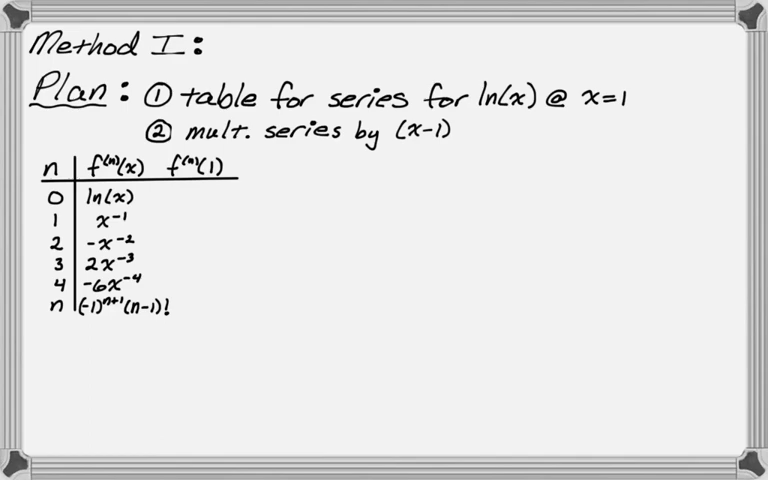 Method I:
Plan: ① table for series for ln(x) @ x=1
② mult. series by (x-1)
n f⁽ⁿ⁾(x) f⁽ⁿ⁾(1)
0 ln(x)
1 x⁻¹
2 -x⁻²
3 2x⁻³
4 -6x⁻⁴
n (-1)ⁿ⁺¹(n-1)!